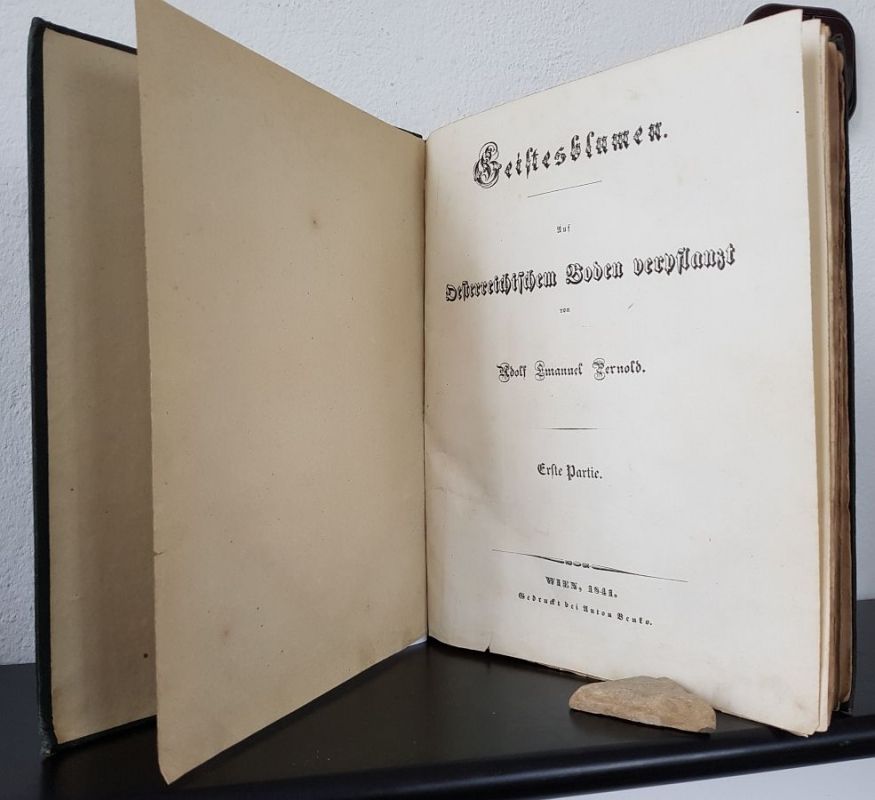 Geistesblumen.
Auf
Oesterreichischem Boden verpflanzt
von
Adolf Emanuel Pernold.
Erste Partie.
WIEN, 1841.
Gedruckt bei Anton Benko.